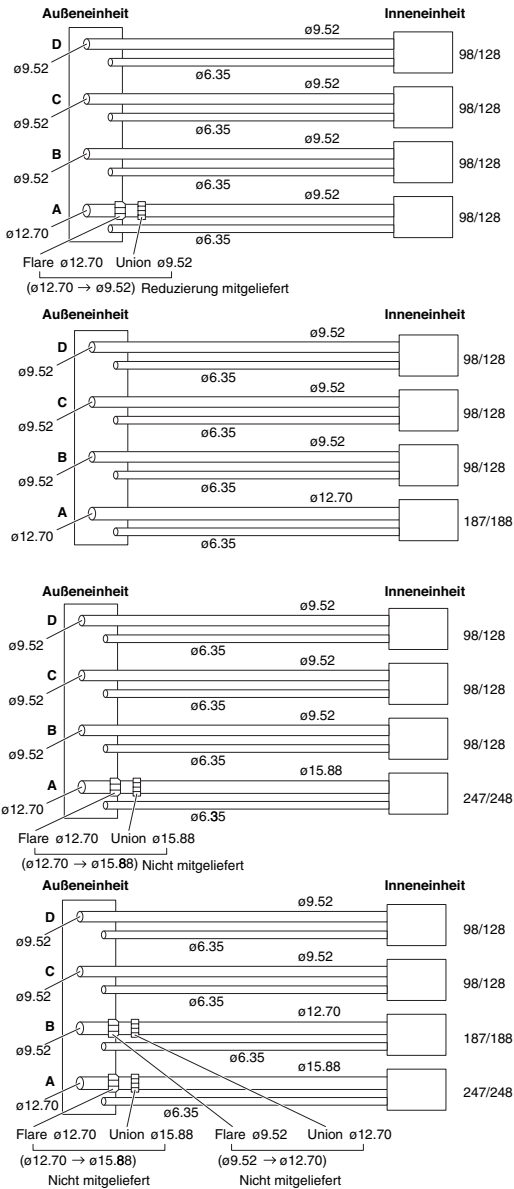 Außeneinheit Inneneinheit
D ø9.52
ø9.52 ø6.35 98/128
C ø9.52
ø9.52 ø6.35 98/128
B ø9.52
ø9.52 ø6.35 98/128
A ø9.52
ø12.70 ø6.35 98/128
Flare ø12.70 Union ø9.52
(ø12.70 → ø9.52) Reduzierung mitgeliefert
Außeneinheit Inneneinheit
D ø9.52
ø9.52 ø6.35 98/128
C ø9.52
ø9.52 ø6.35 98/128
B ø9.52
ø9.52 ø6.35 98/128
A ø12.70
ø12.70 ø6.35 187/188
Außeneinheit Inneneinheit
D ø9.52
ø9.52 ø6.35 98/128
C ø9.52
ø9.52 ø6.35 98/128
B ø9.52
ø9.52 ø6.35 98/128
A ø15.88
ø12.70 ø6.35 247/248
Flare ø12.70 Union ø15.88
(ø12.70 → ø15.88) Nicht mitgeliefert
Außeneinheit Inneneinheit
D ø9.52
ø9.52 ø6.35 98/128
C ø9.52
ø9.52 ø6.35 98/128
B ø12.70
ø9.52 ø6.35 187/188
A ø15.88
ø12.70 ø6.35 247/248
Flare ø12.70 Union ø15.88 Flare ø9.52 Union ø12.70
(ø12.70 → ø15.88) (ø9.52 → ø12.70)
Nicht mitgeliefert Nicht mitgeliefert